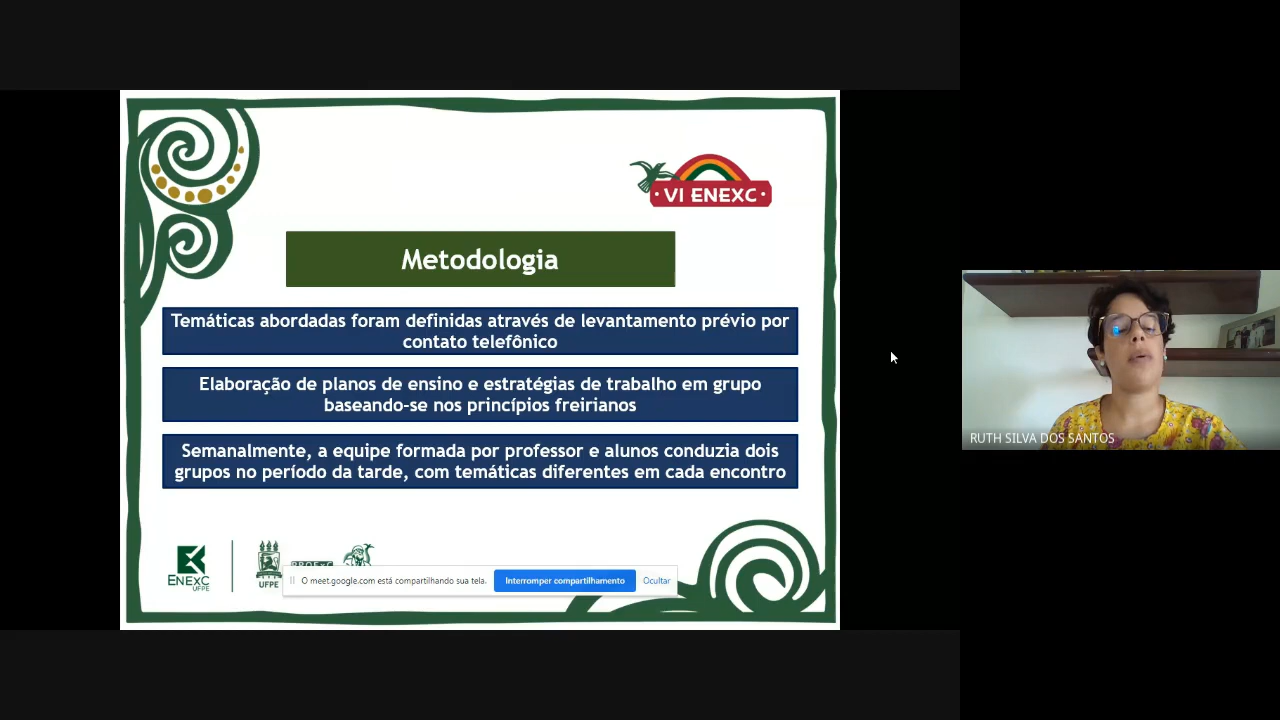 · VI ENEXC ·
Metodologia
Temáticas abordadas foram definidas através de levantamento prévio por
contato telefônico
Elaboração de planos de ensino e estratégias de trabalho em grupo
baseando-se nos princípios freirianos
Semanalmente, a equipe formada por professor e alunos conduzia dois
grupos no período da tarde, com temáticas diferentes em cada encontro
ENEXC
UFPE
UFPE
O meet.google.com está compartilhando sua tela.
Interromper compartilhamento
Ocultar
RUTH SILVA DOS SANTOS